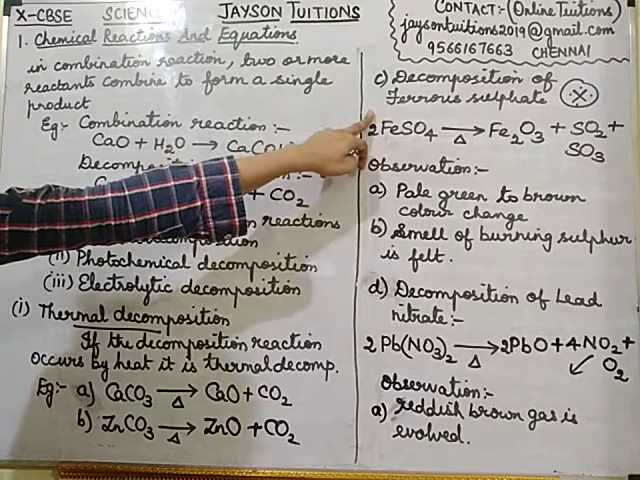 X-CBSE SCIENC JAYSON TUITIONS
1. Chemical Reactions And Equations
in combination reaction, two or more
reactants combine to form a single
product
Eg:- Combination reaction:-
CaO + H₂O → Ca(OH
Decomposit
+ CO₂
n reactions
(ii) Photochemical decomposition
(iii) Electrolytic decomposition
(i) Thermal decomposition
If the decomposition reaction
occurs by heat it is thermal decomp.
Eg:- a) CaCO₃ →Δ CaO + CO₂
b) ZnCO₃ →Δ ZnO + CO₂
CONTACT:- (Online Tuitions)
jaysontuitions2019@gmail.com
9566167663 CHENNAI
c) Decomposition of
Ferrous sulphate X
2FeSO₄ →Δ Fe₂O₃ + SO₂ +
SO₃
Observation:-
a) Pale green to brown
colour change
b) Smell of burning sulphur
is felt.
d) Decomposition of Lead
nitrate:-
2Pb(NO₃)₂ →Δ 2PbO + 4NO₂ +
O₂
Observation:-
a) reddish brown gas is
evolved.